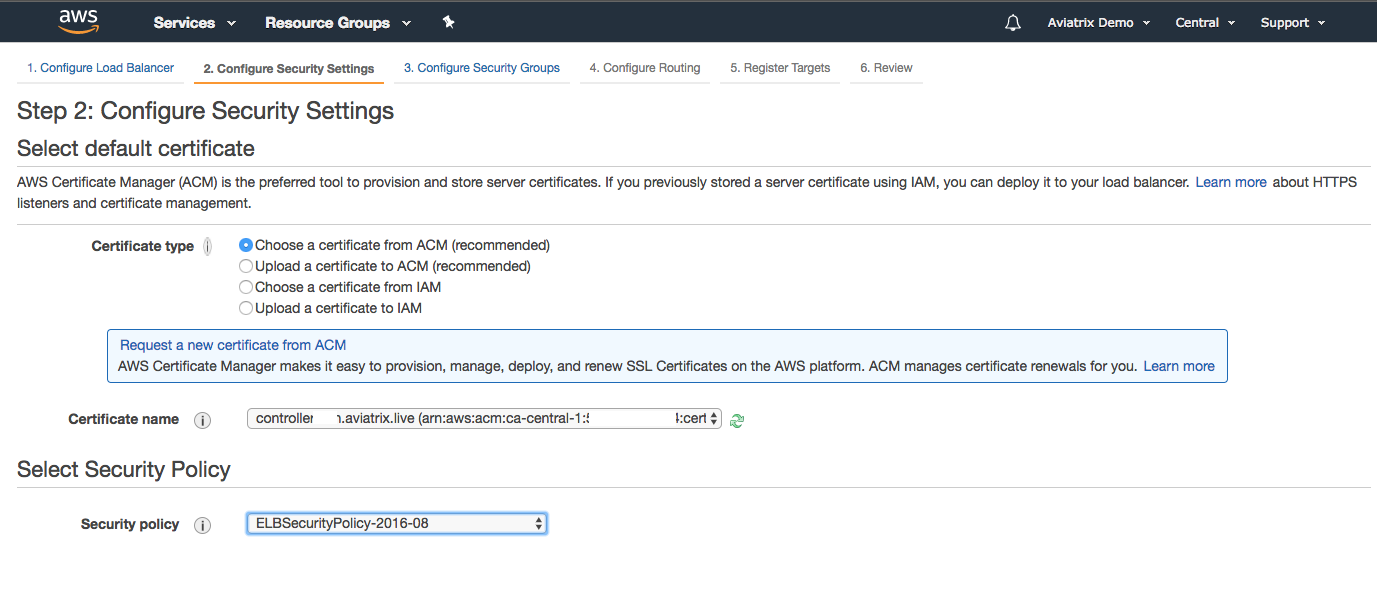 aws Services Resource Groups Aviatrix Demo Central Support
1. Configure Load Balancer 2. Configure Security Settings 3. Configure Security Groups 4. Configure Routing 5. Register Targets 6. Review
Step 2: Configure Security Settings
Select default certificate
AWS Certificate Manager (ACM) is the preferred tool to provision and store server certificates. If you previously stored a server certificate using IAM, you can deploy it to your load balancer. Learn more about HTTPS
listeners and certificate management.
Certificate type i Choose a certificate from ACM (recommended)
Upload a certificate to ACM (recommended)
Choose a certificate from IAM
Upload a certificate to IAM
Request a new certificate from ACM
AWS Certificate Manager makes it easy to provision, manage, deploy, and renew SSL Certificates on the AWS platform. ACM manages certificate renewals for you. Learn more
Certificate name i controller .aviatrix.live (arn:aws:acm:ca-central-1: :cert
Select Security Policy
Security policy i ELBSecurityPolicy-2016-08